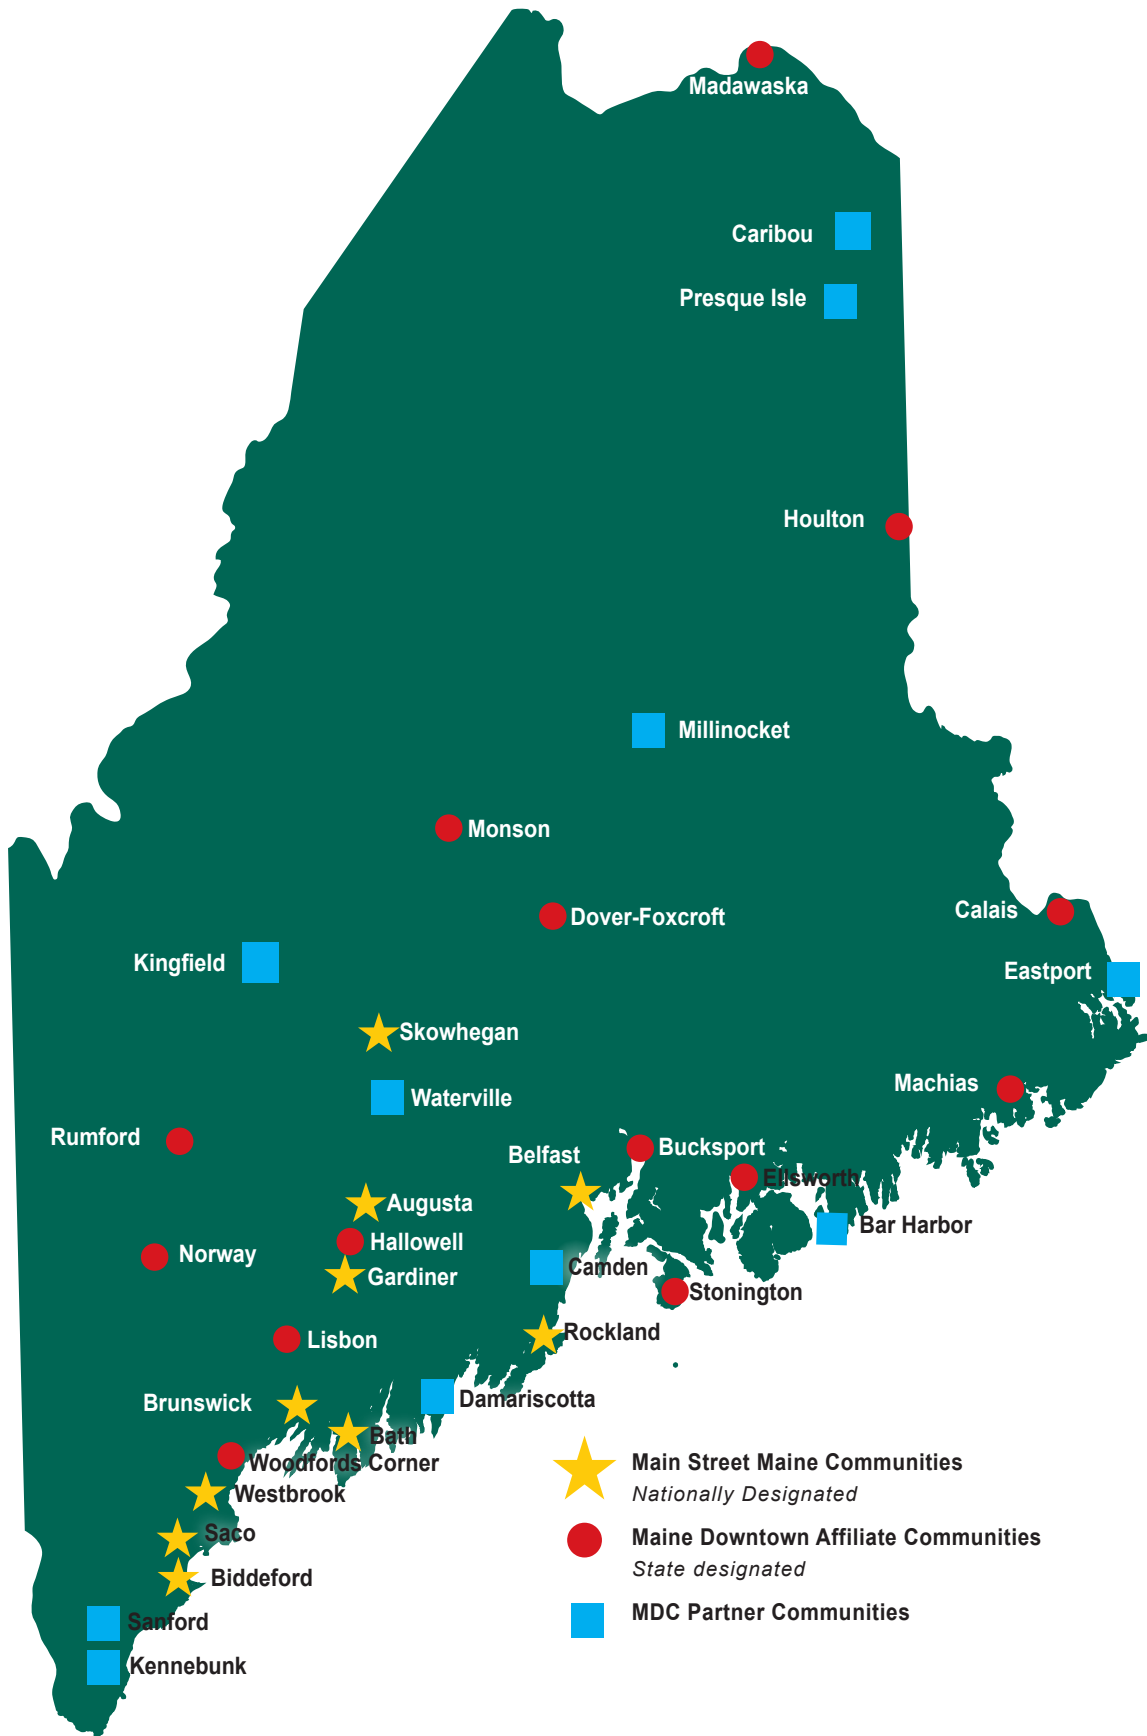 Madawaska
Caribou
Presque Isle
Houlton
Millinocket
Monson
Dover-Foxcroft
Calais
Kingfield
Eastport
Skowhegan
Waterville
Machias
Rumford
Belfast
Bucksport
Ellsworth
Augusta
Bar Harbor
Hallowell
Norway
Camden
Gardiner
Stonington
Rockland
Lisbon
Brunswick
Damariscotta
Bath
Woodfords Corner
Westbrook
Saco
Biddeford
Sanford
Kennebunk
Main Street Maine Communities
Nationally Designated
Maine Downtown Affiliate Communities
State designated
MDC Partner Communities